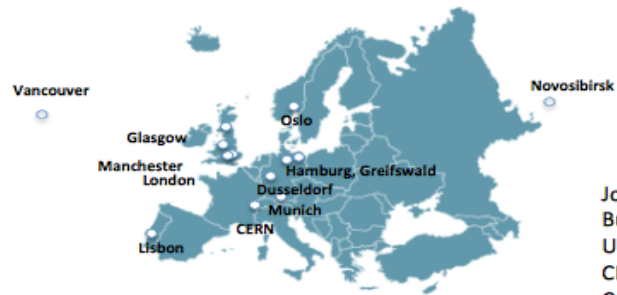 Vancouver
Novosibirsk
Oslo
Glasgow
Manchester
London
Hamburg, Greifswald
Dusseldorf
Munich
CERN
Lisbon